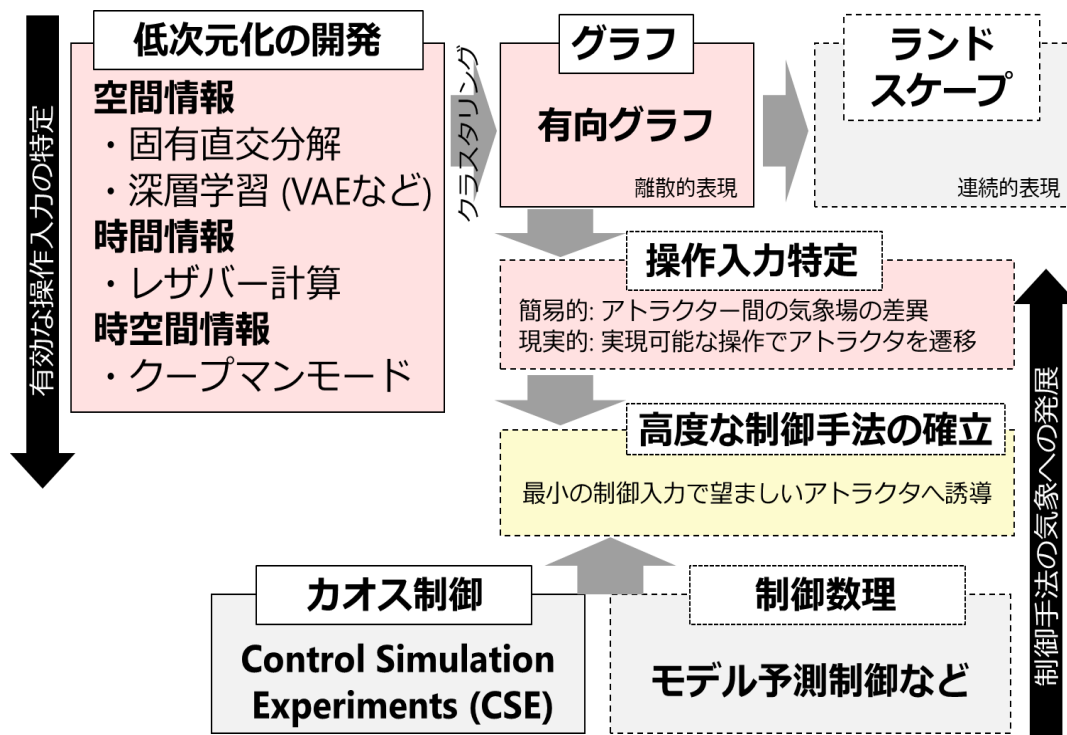 有効な操作入力の特定
低次元化の開発
空間情報
・固有直交分解
・深層学習 (VAEなど)
時間情報
・レザバー計算
時空間情報
・クープマンモード
クラスタリング
グラフ
有向グラフ
離散的表現
ランド
スケープ
連続的表現
操作入力特定
簡易的: アトラクター間の気象場の差異
現実的: 実現可能な操作でアトラクタを遷移
高度な制御手法の確立
最小の制御入力で望ましいアトラクタへ誘導
カオス制御
Control Simulation
Experiments (CSE)
制御数理
モデル予測制御など
制御手法の気象への発展